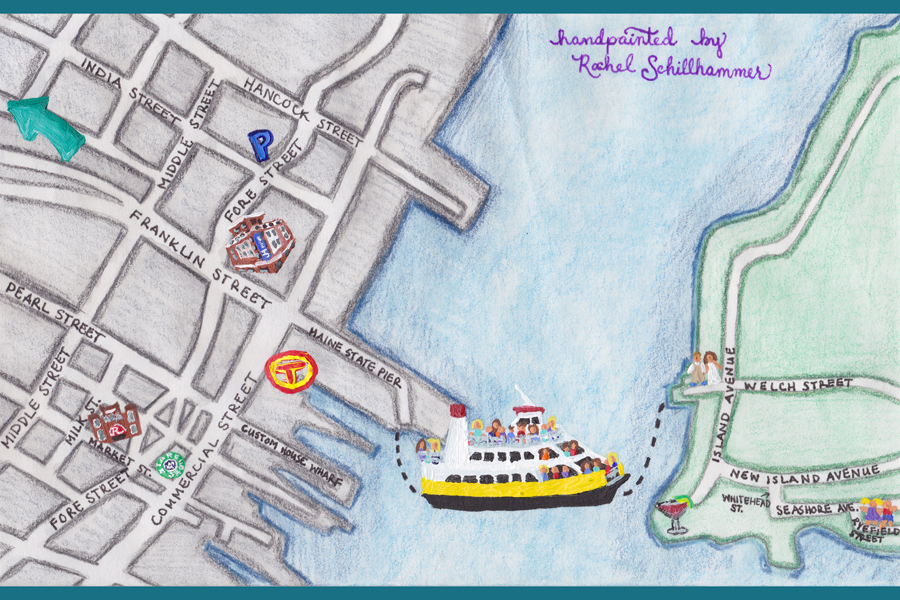 handpainted by
Rachel Schillhammer
INDIA STREET
HANCOCK STREET
MIDDLE STREET
P
FORE STREET
FRANKLIN STREET
PEARL STREET
HAINE STATE PIER
MIDDLE STREET
MILK ST.
MARKET ST.
FORE STREET
COMMERCIAL STREET
CUSTOM HOUSE WHARF
ISLAND AVENUE
WELCH STREET
NEW ISLAND AVENUE
WHITEHEAD
ST.
SEASHORE AVE.
PYEFIELD
STREET